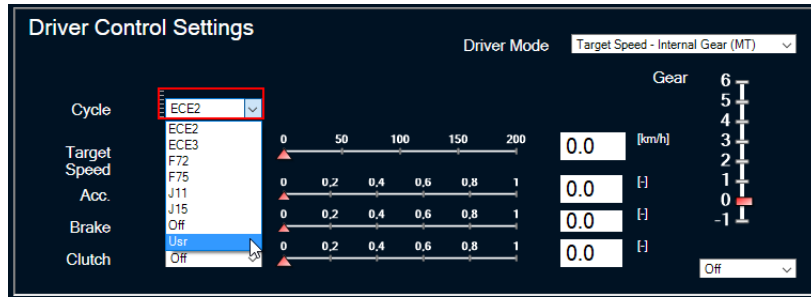 Driver Control Settings
Driver Mode
Target Speed - Internal Gear (MT)
Gear
Cycle
ECE2
ECE2
ECE3
F72
F75
J11
J15
Off
Usr
Off
Target
Speed
0 50 100 150 200
0.0
[km/h]
Acc.
0 0,2 0,4 0,6 0,8 1
0.0
[-]
Brake
0 0,2 0,4 0,6 0,8 1
0.0
[-]
Clutch
0 0,2 0,4 0,6 0,8 1
0.0
[-]
6
5
4
3
2
1
0
-1
Off